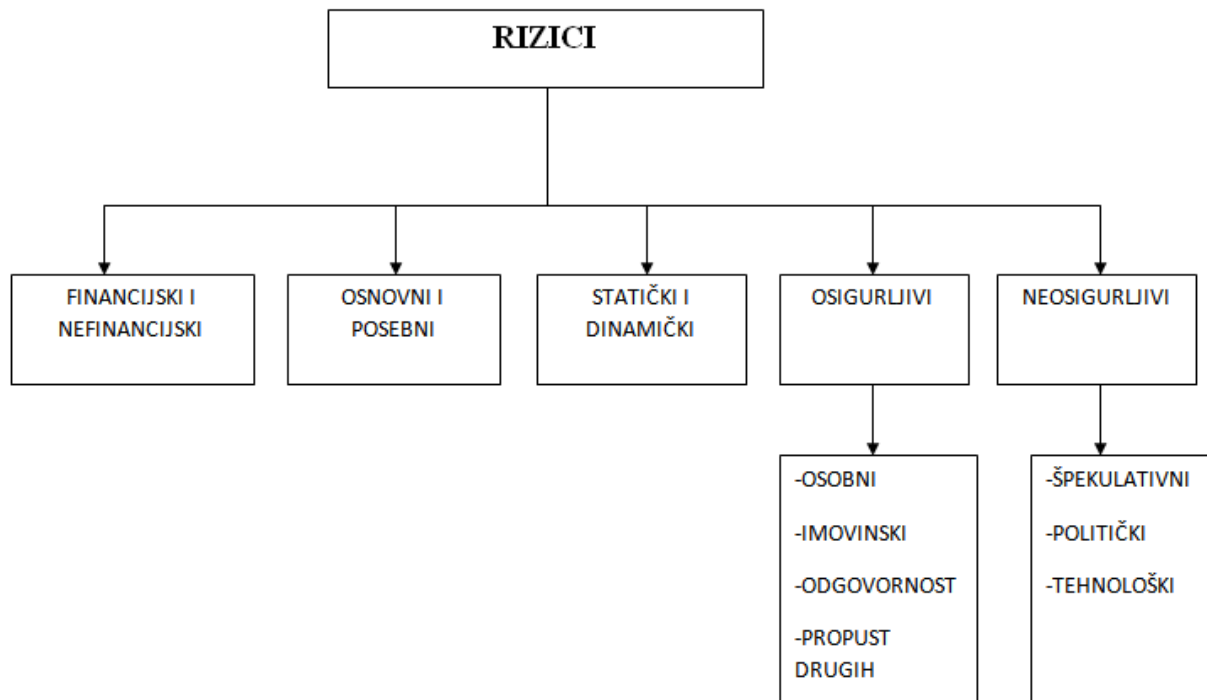 RIZICI
FINANCIJSKI I
NEFINANCIJSKI
OSNOVNI I
POSEBNI
STATIČKI I
DINAMIČKI
OSIGURLJIVI
NEOSIGURLJIVI
-OSOBNI
-IMOVINSKI
-ODGOVORNOST
-PROPUST
DRUGIH
-ŠPEKULATIVNI
-POLITIČKI
-TEHNOLOŠKI